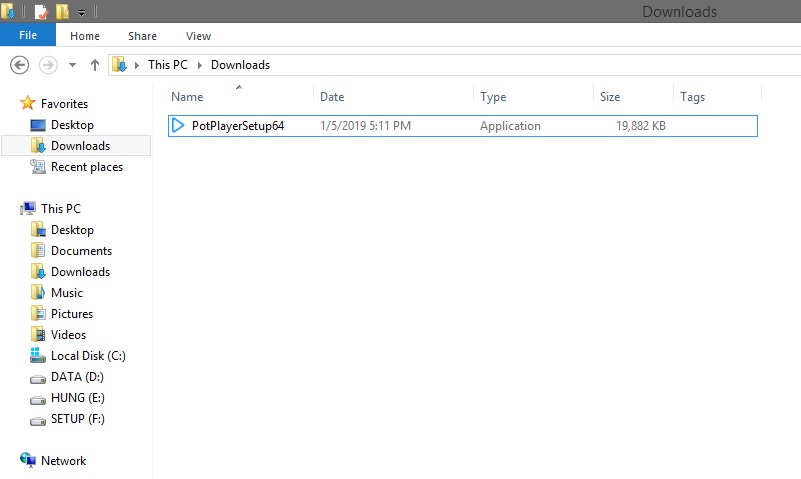 Downloads
File Home Share View
This PC Downloads
Name Date Type Size Tags
PotPlayerSetup64 1/5/2019 5:11 PM Application 19,882 KB
Favorites
Desktop
Downloads
Recent places
This PC
Desktop
Documents
Downloads
Music
Pictures
Videos
Local Disk (C:)
DATA (D:)
HUNG (E:)
SETUP (F:)
Network